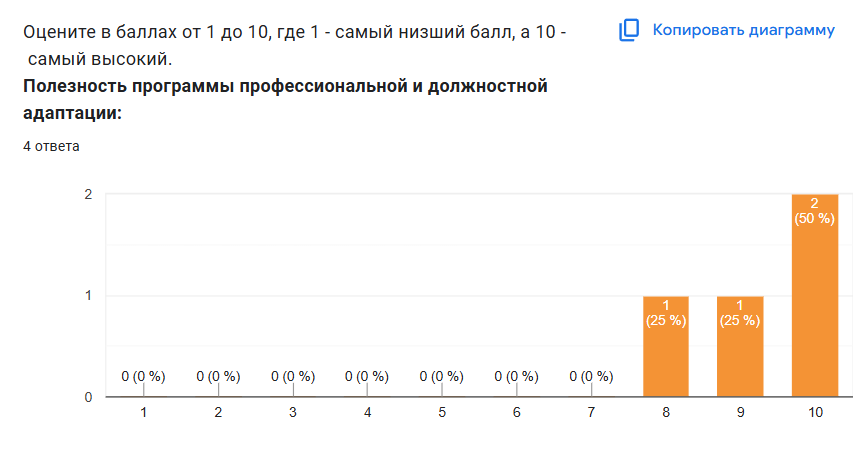 Оцените в баллах от 1 до 10, где 1 - самый низший балл, а 10 -
самый высокий.
Копировать диаграмму
Полезность программы профессиональной и должностной
адаптации:
4 ответа
2
1
0
0 (0 %)
0 (0 %)
0 (0 %)
0 (0 %)
0 (0 %)
0 (0 %)
0 (0 %)
1
(25 %)
1
(25 %)
2
(50 %)
1 2 3 4 5 6 7 8 9 10